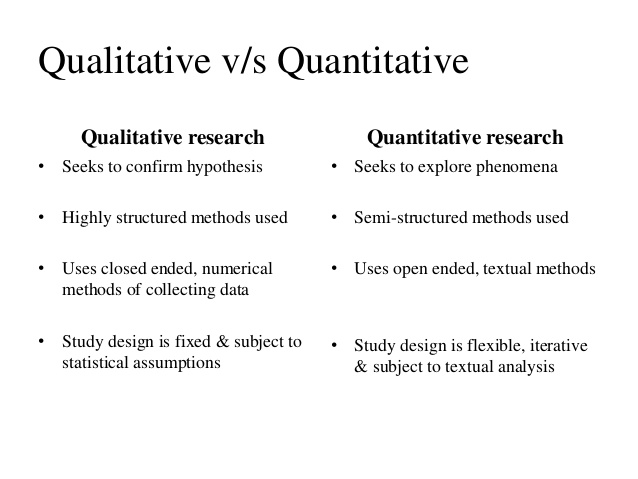 Qualitative v/s Quantitative
Qualitative research
• Seeks to confirm hypothesis
• Highly structured methods used
• Uses closed ended, numerical
methods of collecting data
• Study design is fixed & subject to
statistical assumptions
Quantitative research
• Seeks to explore phenomena
• Semi-structured methods used
• Uses open ended, textual methods
• Study design is flexible, iterative
& subject to textual analysis